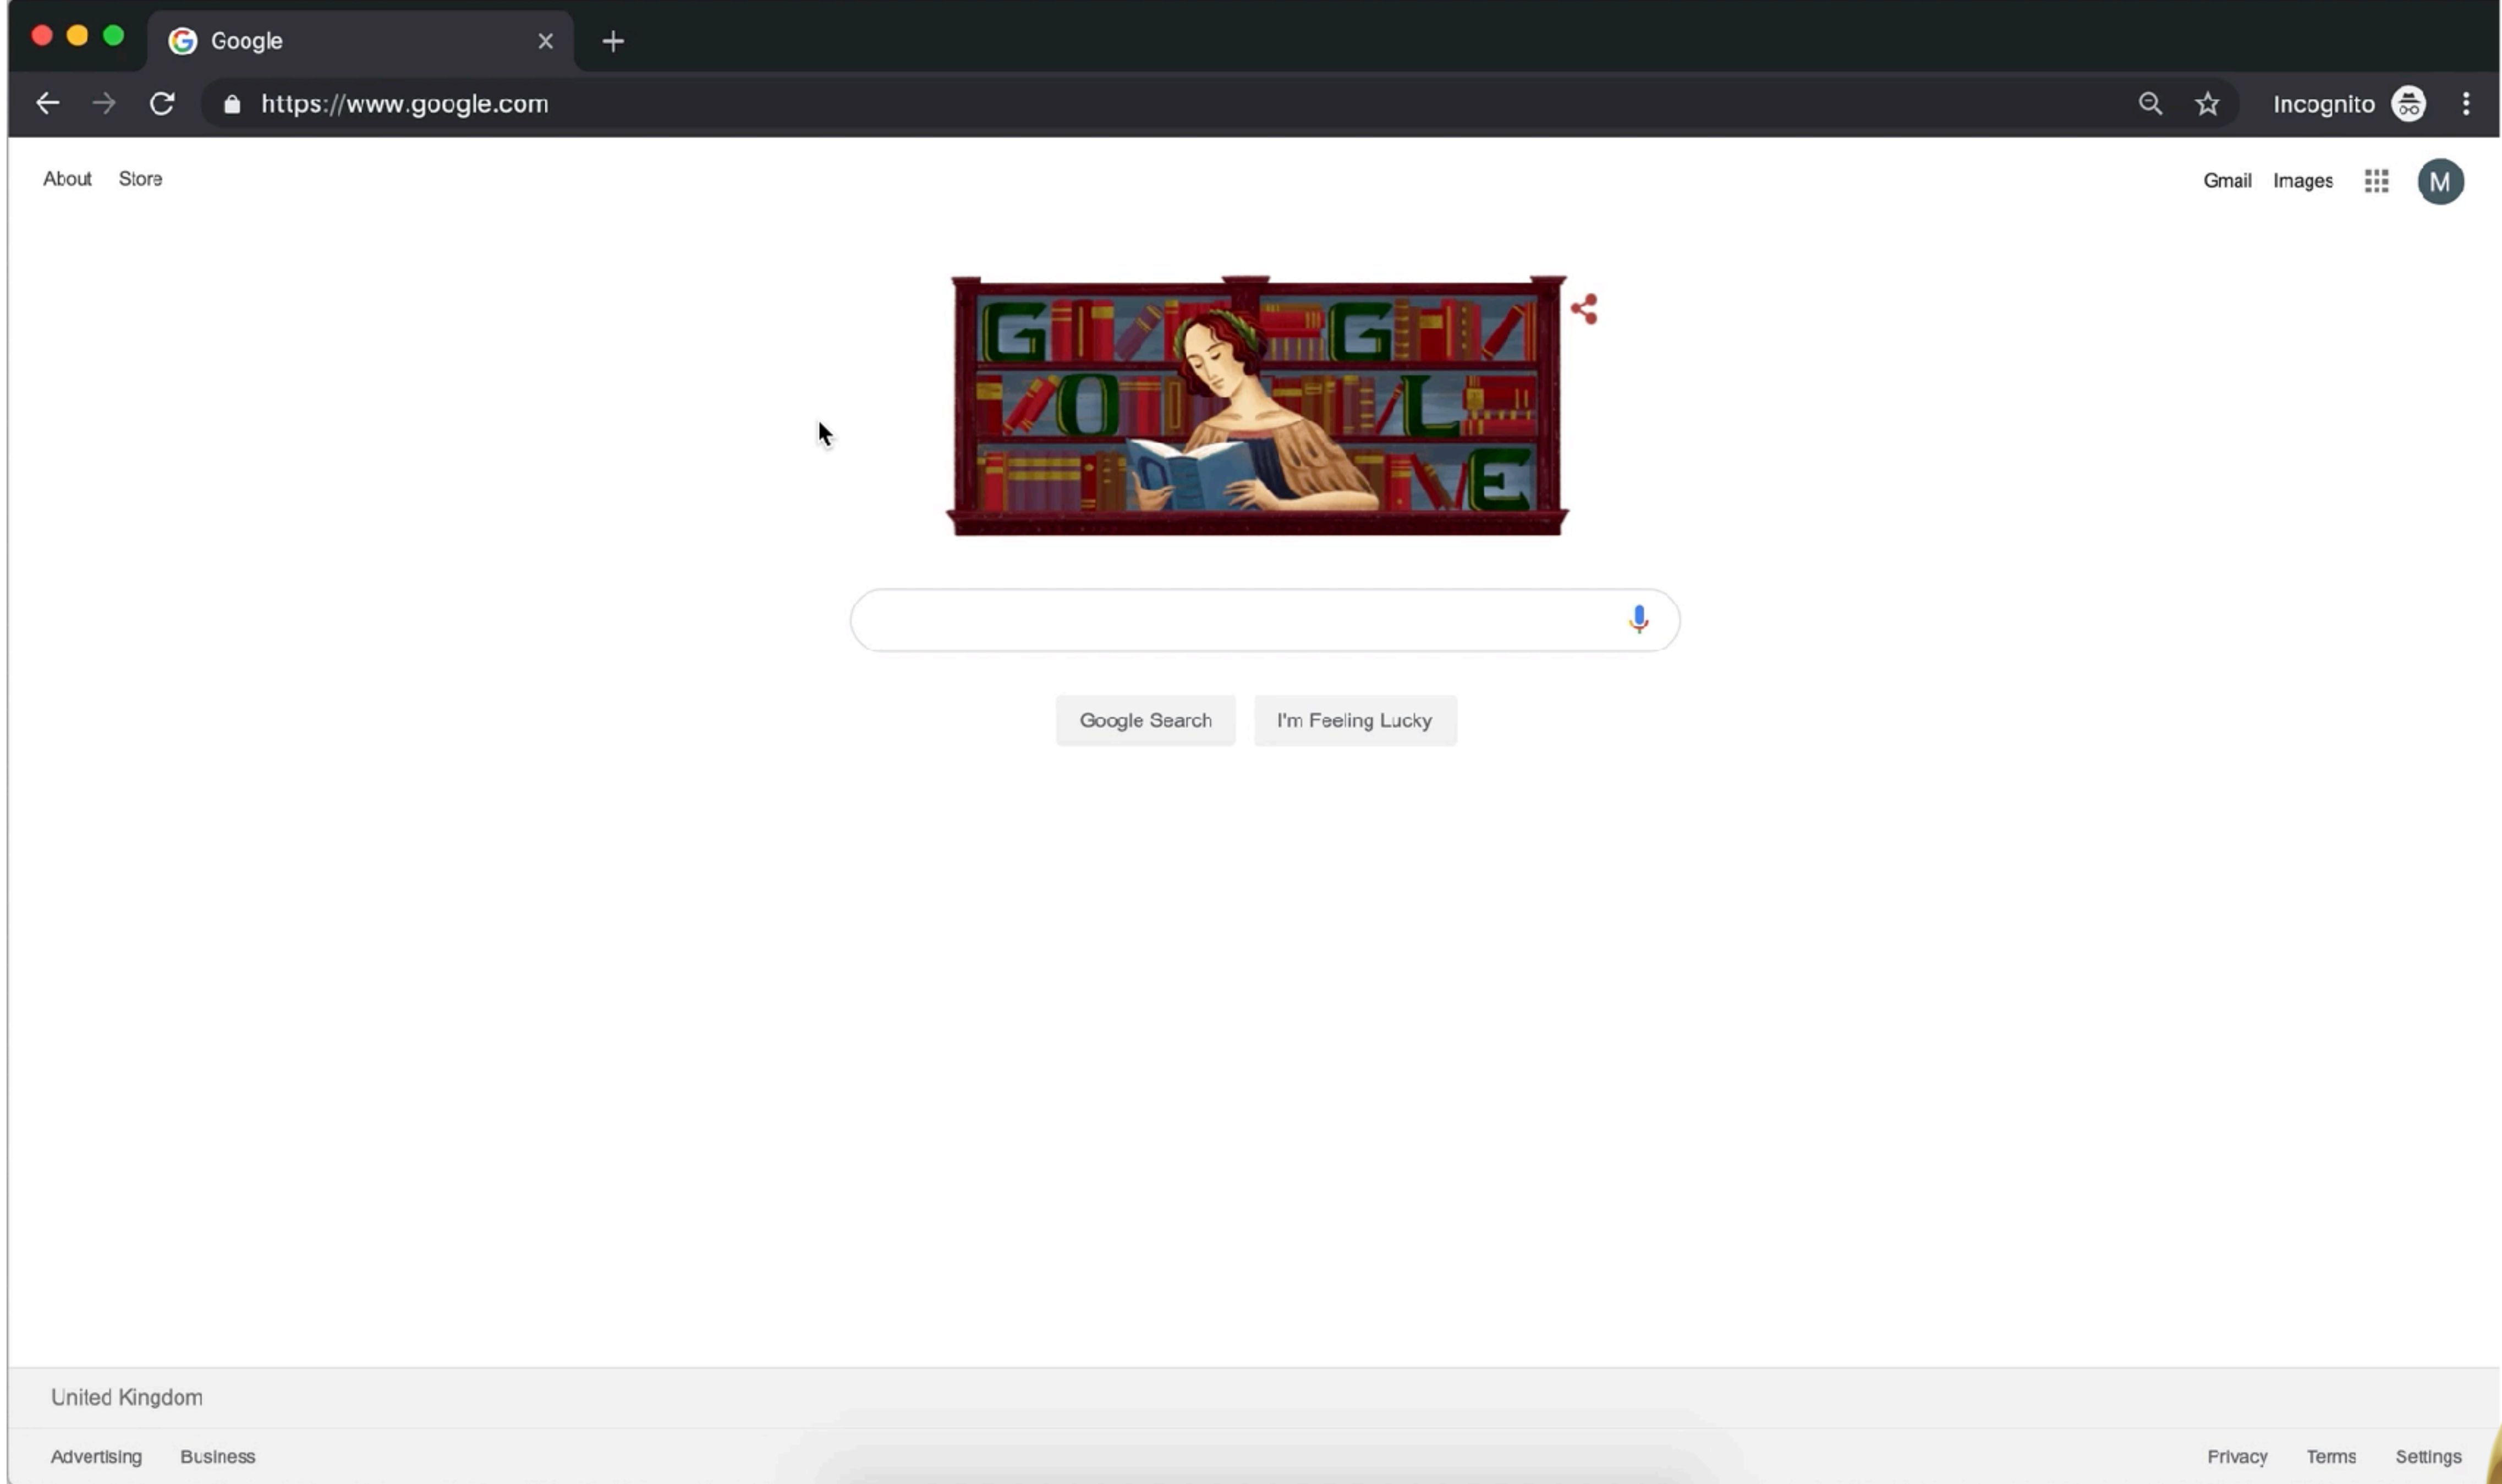 Google
https://www.google.com
Incognito
About Store
Gmail Images
M
G G
O L
E
Google Search I'm Feeling Lucky
United Kingdom
Advertising Business
Privacy Terms Settings